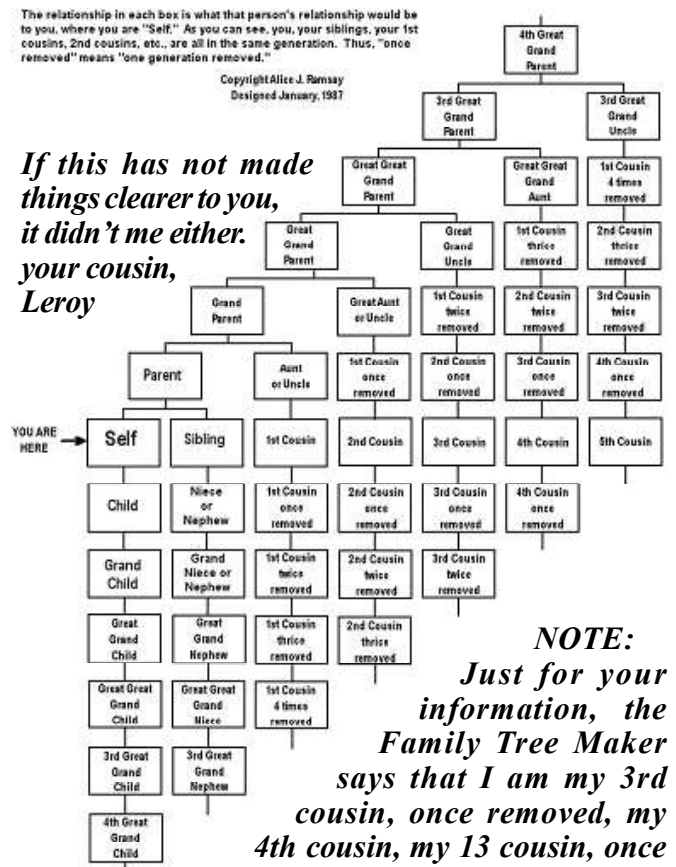 The relationship in each box is what that person's relationship would be
to you, where you are "Self." As you can see, you, your siblings, your 1st
cousins, 2nd cousins, etc., are all in the same generation. Thus, "once
removed" means "one generation removed."
Copyright Alice J. Ramsay
Designed January, 1987
If this has not made
things clearer to you,
it didn't me either.
your cousin,
Leroy
4th Great
Grand
Parent
3rd Great
Grand
Parent
3rd Great
Grand
Uncle
Great Great
Grand
Parent
Great Great
Grand
Aunt
1st Cousin
4 times
removed
Great
Grand
Parent
Great
Grand
Uncle
1st Cousin
thrice
removed
2nd Cousin
thrice
removed
Grand
Parent
Great Aunt
or Uncle
1st Cousin
twice
removed
2nd Cousin
twice
removed
3rd Cousin
twice
removed
Parent
Aunt
or Uncle
1st Cousin
once
removed
2nd Cousin
once
removed
3rd Cousin
once
removed
4th Cousin
once
removed
YOU ARE
HERE
Self
Sibling
1st Cousin
2nd Cousin
3rd Cousin
4th Cousin
5th Cousin
Child
Niece
or
Nephew
1st Cousin
once
removed
2nd Cousin
once
removed
3rd Cousin
once
removed
4th Cousin
once
removed
Grand
Child
Grand
Niece or
Nephew
1st Cousin
twice
removed
2nd Cousin
twice
removed
3rd Cousin
twice
removed
Great
Grand
Child
Great
Grand
Nephew
1st Cousin
thrice
removed
2nd Cousin
thrice
removed
Great Great
Grand
Child
Great Great
Grand
Niece
1st Cousin
4 times
removed
3rd Great
Grand
Child
3rd Great
Grand
Nephew
4th Great
Grand
Child
NOTE:
Just for your
information, the
Family Tree Maker
says that I am my 3rd
cousin, once removed, my
4th cousin, my 13 cousin, once